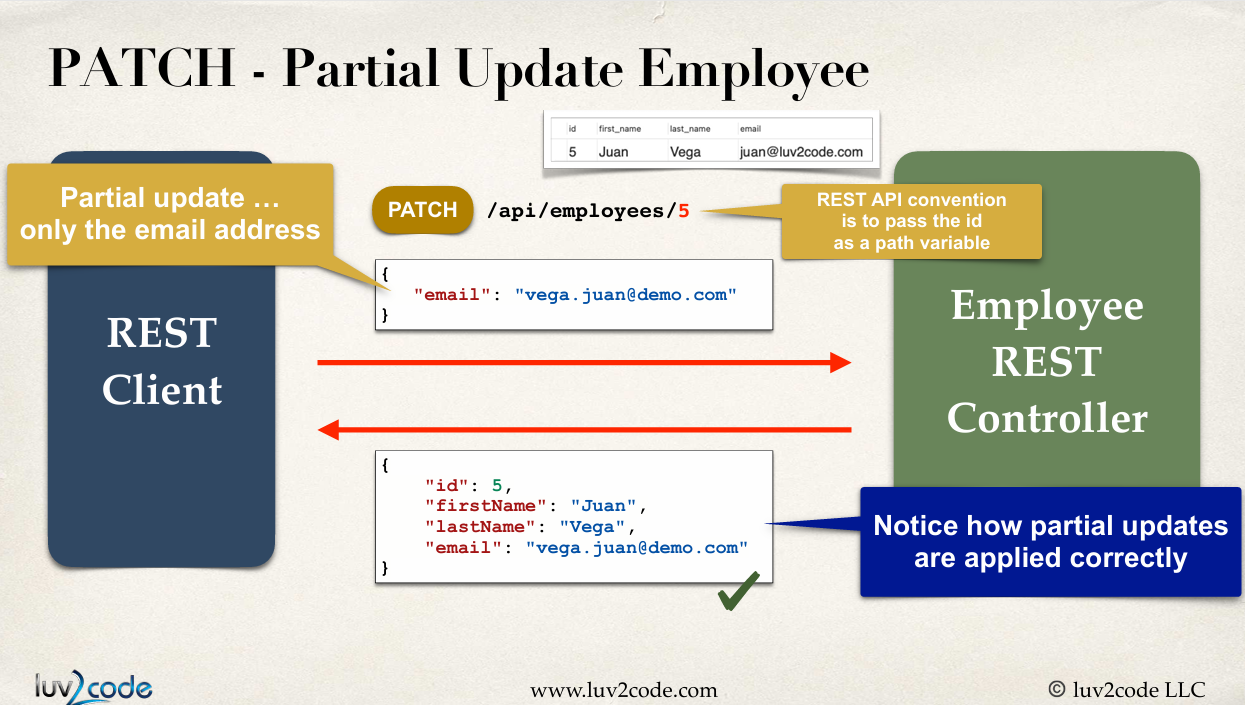 PATCH - Partial Update Employee
id first_name last_name email
5 Juan Vega juan@luv2code.com
Partial update …
only the email address
PATCH /api/employees/5
REST API convention
is to pass the id
as a path variable
{
"email": "vega.juan@demo.com"
}
REST
Client
Employee
REST
Controller
{
"id": 5,
"firstName": "Juan",
"lastName": "Vega",
"email": "vega.juan@demo.com"
}
Notice how partial updates
are applied correctly
luv2code
www.luv2code.com
© luv2code LLC